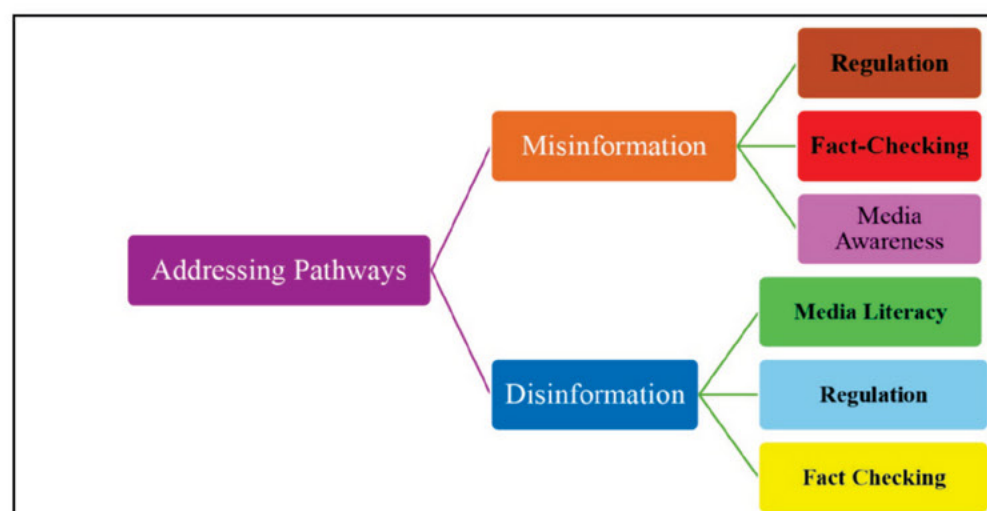 Addressing Pathways
Misinformation
Regulation
Fact-Checking
Media
Awareness
Disinformation
Media Literacy
Regulation
Fact Checking